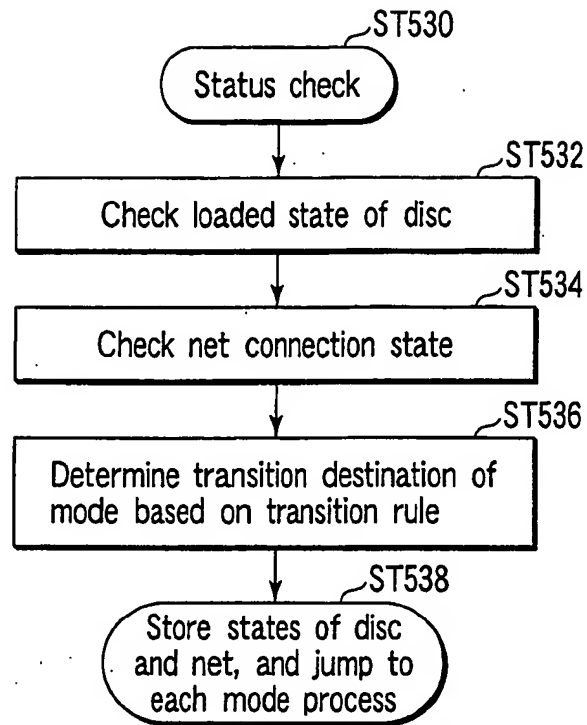 ST530
Status check
ST532
Check loaded state of disc
ST534
Check net connection state
ST536
Determine transition destination of
mode based on transition rule
ST538
Store states of disc
and net, and jump to
each mode process